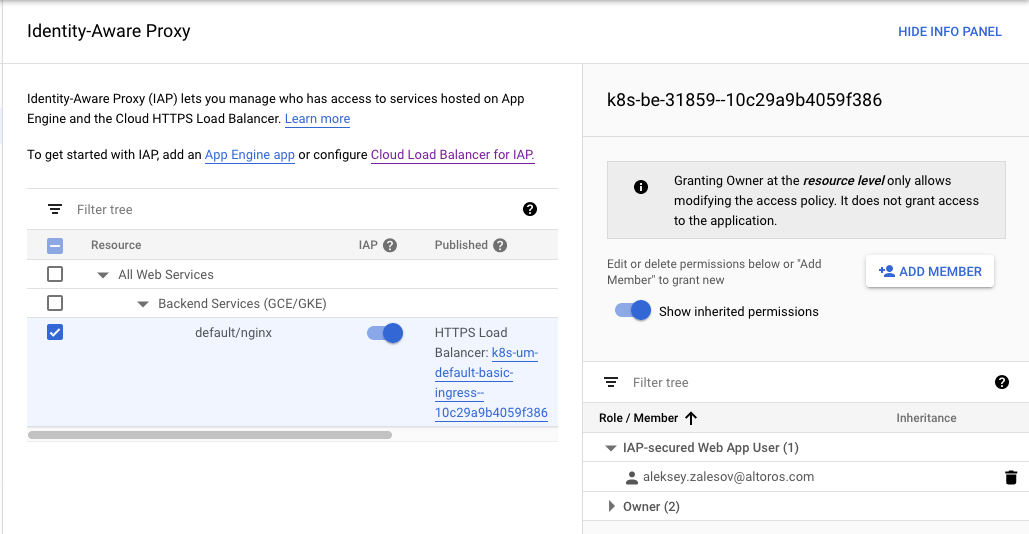 Identity-Aware Proxy
HIDE INFO PANEL
Identity-Aware Proxy (IAP) lets you manage who has access to services hosted on App
Engine and the Cloud HTTPS Load Balancer. Learn more
To get started with IAP, add an App Engine app or configure Cloud Load Balancer for IAP.
Filter tree
Resource IAP Published
All Web Services
Backend Services (GCE/GKE)
default/nginx
HTTPS Load
Balancer: k8s-um-
default-basic-
ingress--
10c29a9b4059f386
k8s-be-31859--10c29a9b4059f386
Granting Owner at the resource level only allows
modifying the access policy. It does not grant access
to the application.
Edit or delete permissions below or "Add
Member" to grant new
ADD MEMBER
Show inherited permissions
Filter tree
Role / Member Inheritance
IAP-secured Web App User (1)
aleksey.zalesov@altoros.com
Owner (2)